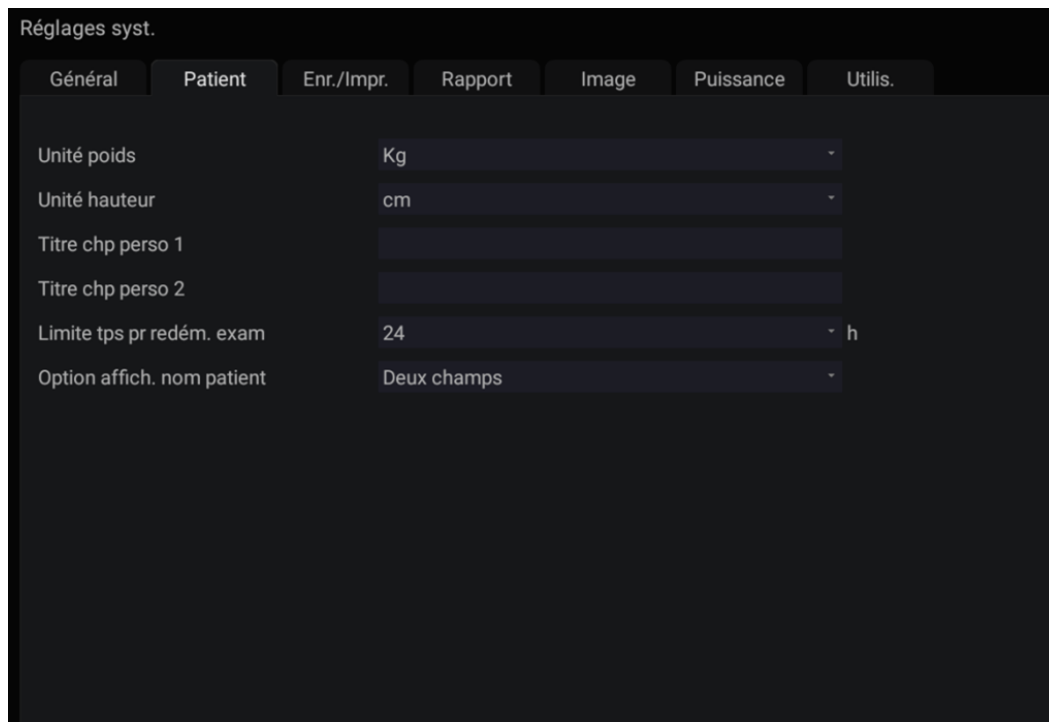 Réglages syst.
Général Patient Enr./Impr. Rapport Image Puissance Utilis.
Unité poids Kg
Unité hauteur cm
Titre chp perso 1
Titre chp perso 2
Limite tps pr redém. exam 24 h
Option affich. nom patient Deux champs